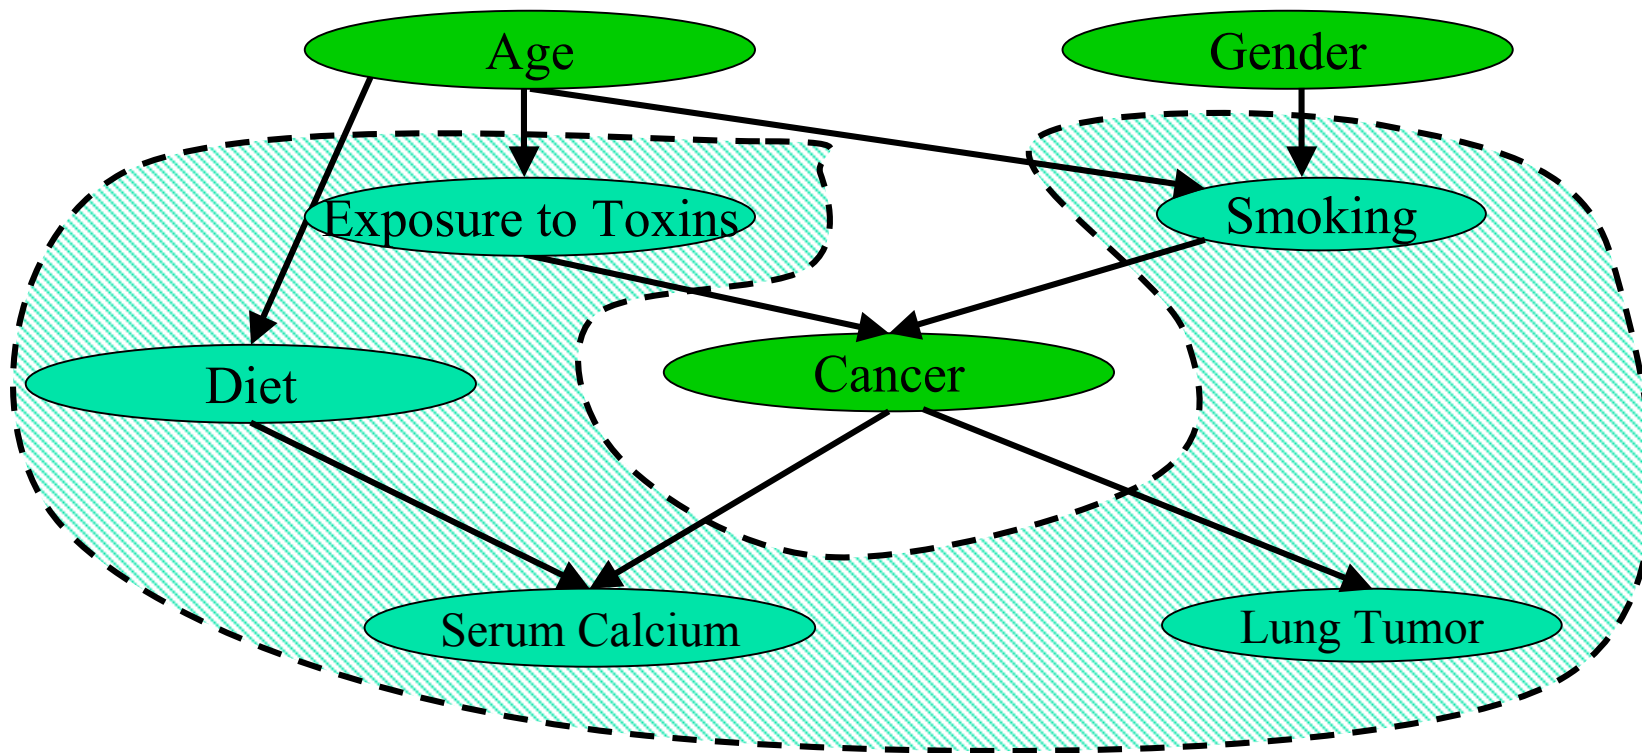 Age
Gender
Exposure to Toxins
Smoking
Cancer
Diet
Serum Calcium
Lung Tumor